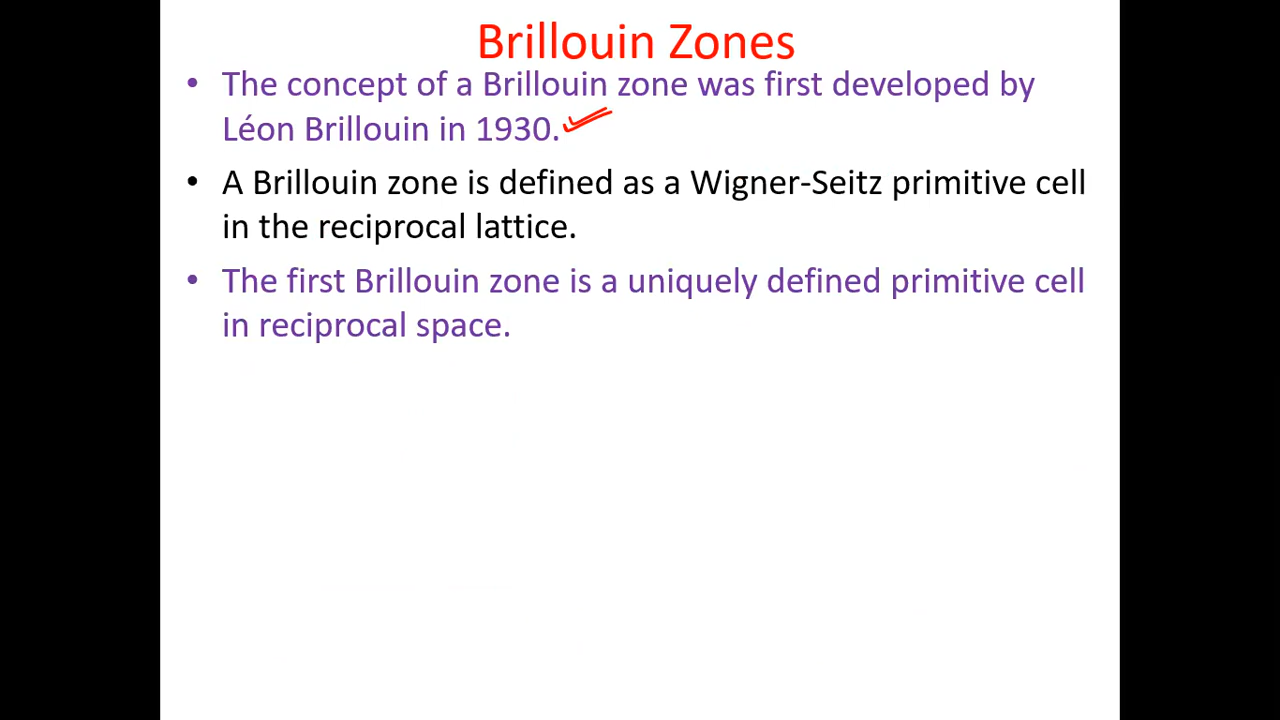 Brillouin Zones
• The concept of a Brillouin zone was first developed by
Léon Brillouin in 1930.
• A Brillouin zone is defined as a Wigner-Seitz primitive cell
in the reciprocal lattice.
• The first Brillouin zone is a uniquely defined primitive cell
in reciprocal space.